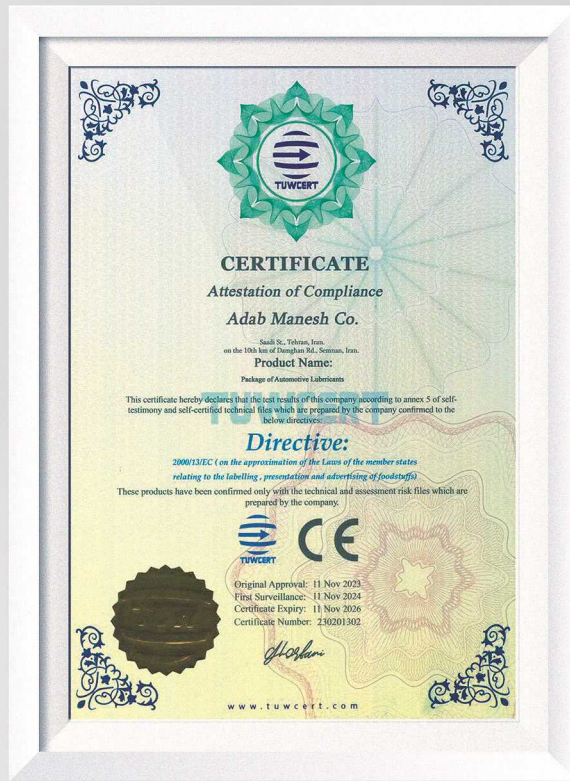 TUWCERT
CERTIFICATE
Attestation of Compliance
Adab Manesh Co.
Saadi St., Tehran, Iran.
on the 10th km of Damghan Rd., Semnan, Iran.
Product Name:
Package of Automotive Lubricants
TUWCERT
This certificate hereby declares that the test results of this company according to annex 5 of self-
testimony and self-certified technical files which are prepared by the company confirmed to the
below directives:
Directive:
2000/13/EC ( on the approximation of the Laws of the member states
relating to the labelling , presentation and advertising of foodstuffs)
These products have been confirmed only with the technical and assessment risk files which are
prepared by the company.
TUWCERT
CE
Original Approval: 11 Nov 2023
First Surveillance: 11 Nov 2024
Certificate Expiry: 11 Nov 2026
Certificate Number: 230201302
www.tuwcert.com